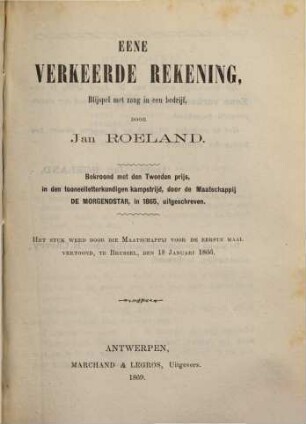 EENE
VERKEERDE REKENING,
Blijspel met zang in een bedrijf,
DOOR
Jan ROELAND.
Bekroond met den Tweeden prijs,
in den tooneelletterkundigen kampstrijd, door de Maatschappij
DE MORGENDSTAR, in 1865, uitgeschreven.
HET STUK WERD DOOR DIE MAATSCHAPPIJ VOOR DE EERSTE MAAL
VERTOOND, TE BRUSSEL, DEN 18 JANUARI 1866.
ANTWERPEN,
MARCHAND & LEGROS, Uitgevers.
1869.